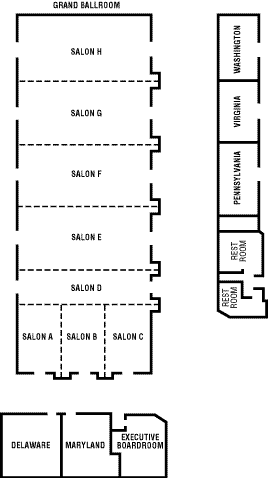 GRAND BALLROOM
SALON H
SALON G
SALON F
SALON E
SALON D
SALON A
SALON B
SALON C
WASHINGTON
VIRGINIA
PENNSYLVANIA
REST
ROOM
REST
ROOM
DELAWARE
MARYLAND
EXECUTIVE
BOARDROOM